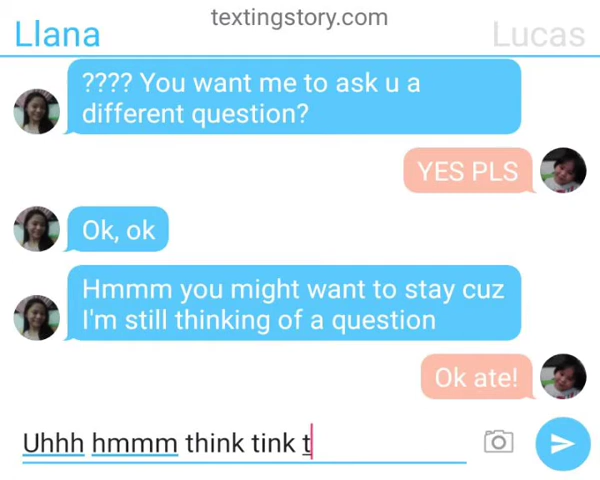 textingstory.com
Llana
Lucas
???? You want me to ask u a
different question?
YES PLS
Ok, ok
Hmmm you might want to stay cuz
I'm still thinking of a question
Ok ate!
Uhhh hmmm think tink t